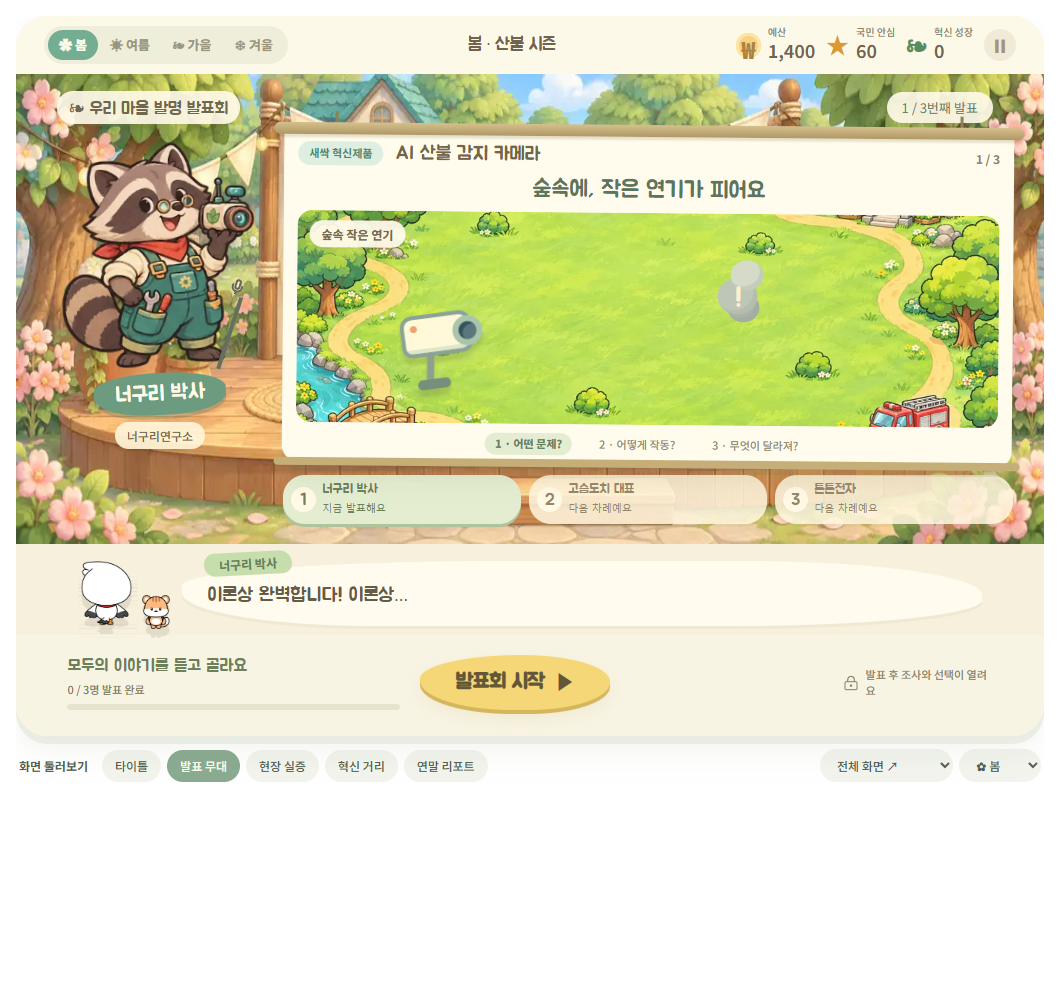 봄
여름
가을
겨울
봄 · 산불 시즌
예산
1,400
국민 안심
60
혁신 성장
0
우리 마을 발명 발표회
1 / 3번째 발표
새싹 혁신제품
AI 산불 감지 카메라
1 / 3
숲속에, 작은 연기가 피어요
숲속 작은 연기
!
너구리 박사
너구리연구소
1 · 어떤 문제?
2 · 어떻게 작동?
3 · 무엇이 달라져?
1
너구리 박사
지금 발표해요
2
고슴도치 대표
다음 차례예요
3
튼튼전자
다음 차례예요
너구리 박사
이론상 완벽합니다! 이론상...
모두의 이야기를 듣고 골라요
0 / 3명 발표 완료
발표회 시작 ▶
발표 후 조사와 선택이 열려
요
화면 둘러보기
타이틀
발표 무대
현장 실증
혁신 거리
연말 리포트
전체 화면 ↗
✿ 봄